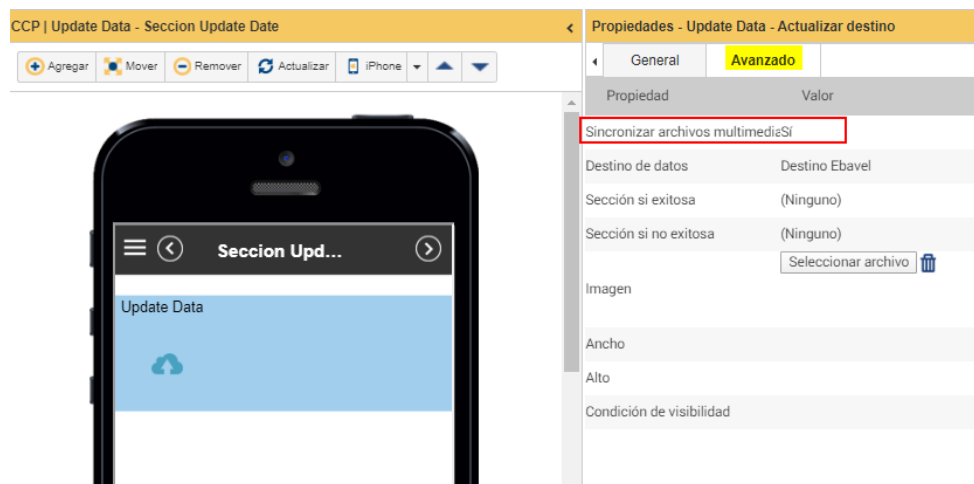 CCP | Update Data - Seccion Update Date
Agregar Mover Remover Actualizar iPhone
Seccion Upd...
Update Data
Propiedades - Update Data - Actualizar destino
General Avanzado
Propiedad Valor
Sincronizar archivos multimedia Sí
Destino de datos Destino Ebavel
Sección si exitosa (Ninguno)
Sección si no exitosa (Ninguno)
Seleccionar archivo
Imagen
Ancho
Alto
Condición de visibilidad